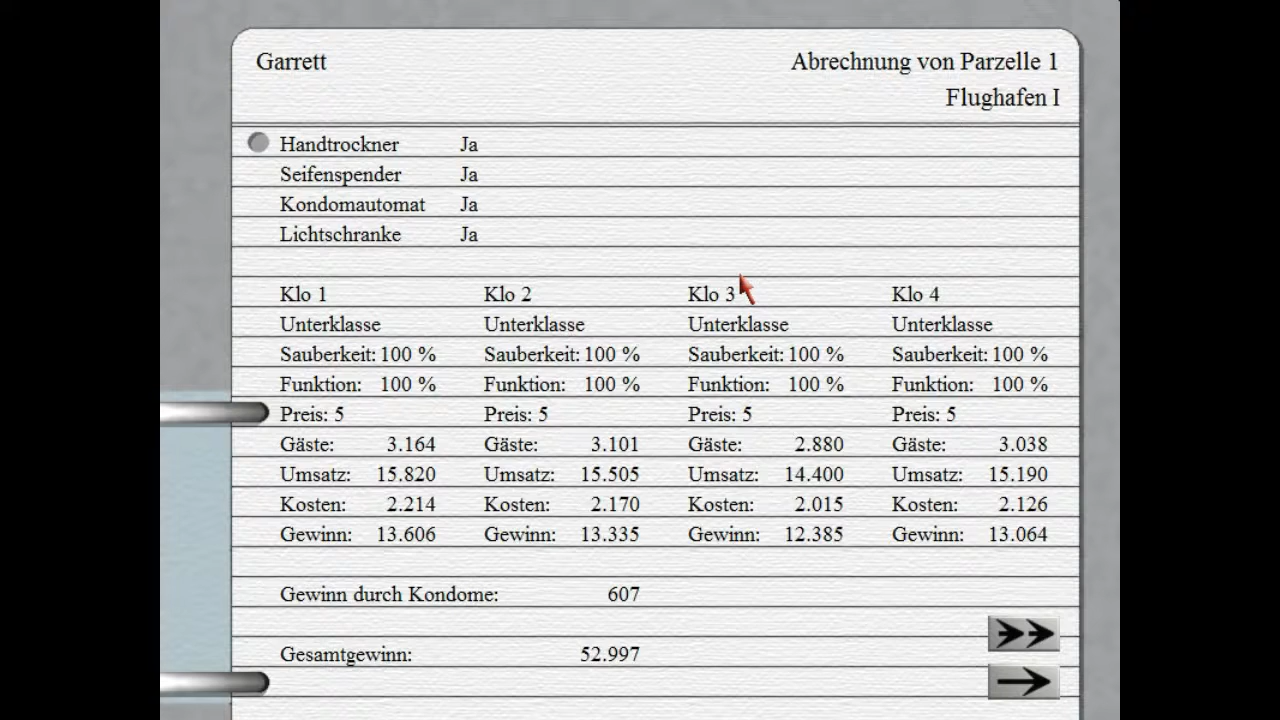 Garrett Abrechnung von Parzelle 1
Flughafen I
Handtrockner Ja
Seifenspender Ja
Kondomautomat Ja
Lichtschranke Ja
Klo 1 Klo 2 Klo 3 Klo 4
Unterklasse Unterklasse Unterklasse Unterklasse
Sauberkeit: 100 % Sauberkeit: 100 % Sauberkeit: 100 % Sauberkeit: 100 %
Funktion: 100 % Funktion: 100 % Funktion: 100 % Funktion: 100 %
Preis: 5 Preis: 5 Preis: 5 Preis: 5
Gäste: 3.164 Gäste: 3.101 Gäste: 2.880 Gäste: 3.038
Umsatz: 15.820 Umsatz: 15.505 Umsatz: 14.400 Umsatz: 15.190
Kosten: 2.214 Kosten: 2.170 Kosten: 2.015 Kosten: 2.126
Gewinn: 13.606 Gewinn: 13.335 Gewinn: 12.385 Gewinn: 13.064
Gewinn durch Kondome: 607
Gesamtgewinn: 52.997